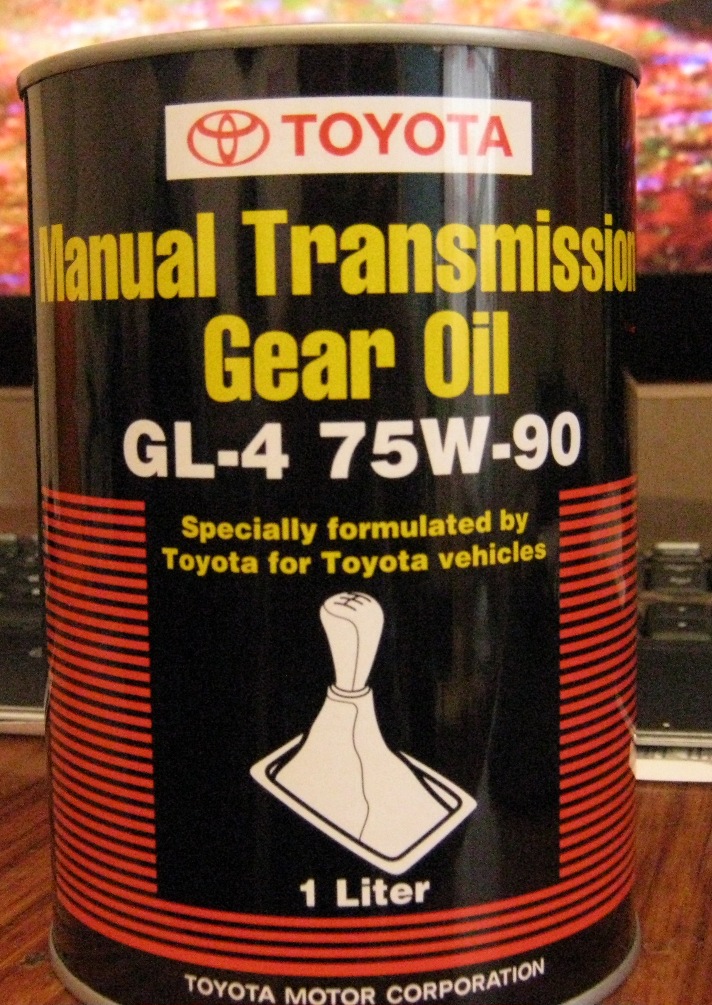 TOYOTA
Manual Transmission
Gear Oil
GL-4 75W-90
Specially formulated by
Toyota for Toyota vehicles
1 Liter
TOYOTA MOTOR CORPORATION